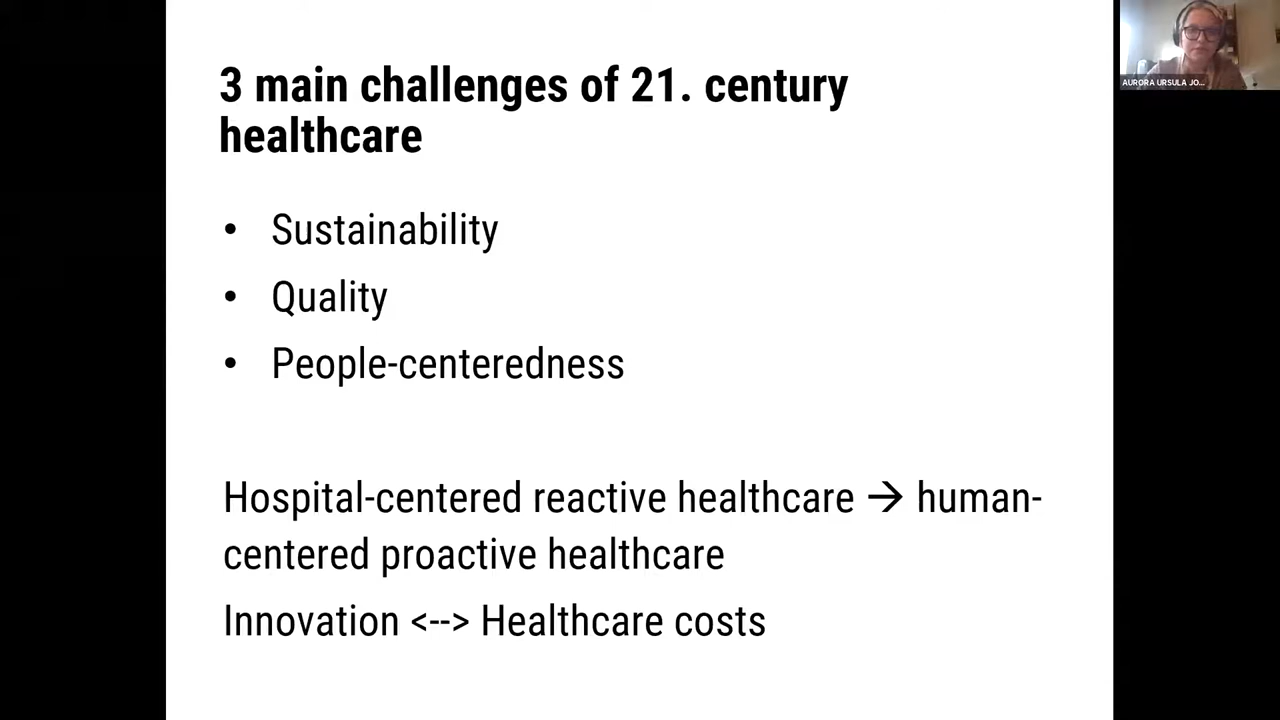 3 main challenges of 21. century
healthcare
• Sustainability
• Quality
• People-centeredness
Hospital-centered reactive healthcare → human-
centered proactive healthcare
Innovation <--> Healthcare costs
AURORA URSULA JO...